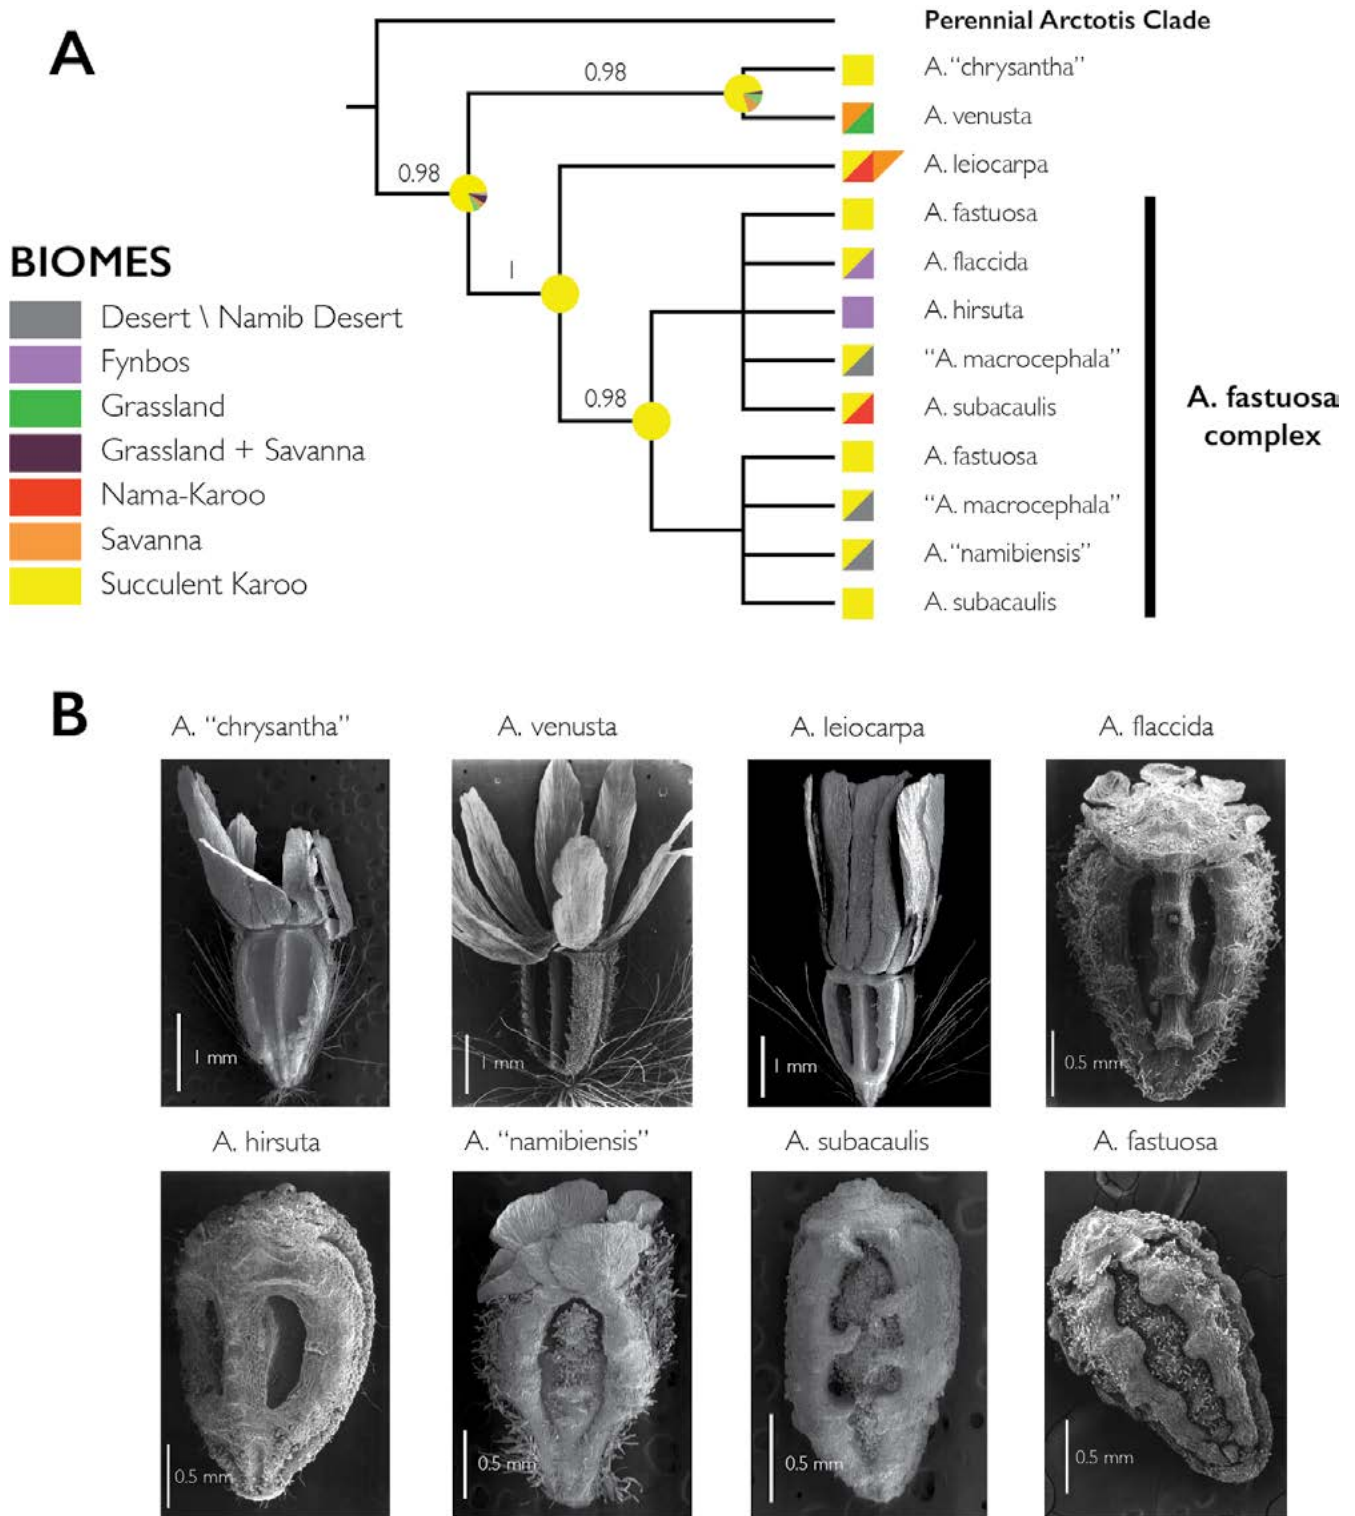 A
Perennial Arctotis Clade
0.98
A. “chrysantha”
A. venusta
0.98
A. leiocarpa
A. fastuosa
BIOMES
1
A. flaccida
Desert \ Namib Desert
A. hirsuta
Fynbos
“A. macrocephala”
Grassland
0.98
A. subacaulis
A. fastuosa
complex
Grassland + Savanna
A. fastuosa
Nama-Karoo
“A. macrocephala”
Savanna
A. “namibiensis”
Succulent Karoo
A. subacaulis
B
A. “chrysantha”
A. venusta
A. leiocarpa
A. flaccida
1 mm
1 mm
1 mm
0.5 mm
A. hirsuta
A. “namibiensis”
A. subacaulis
A. fastuosa
0.5 mm
0.5 mm
0.5 mm
0.5 mm